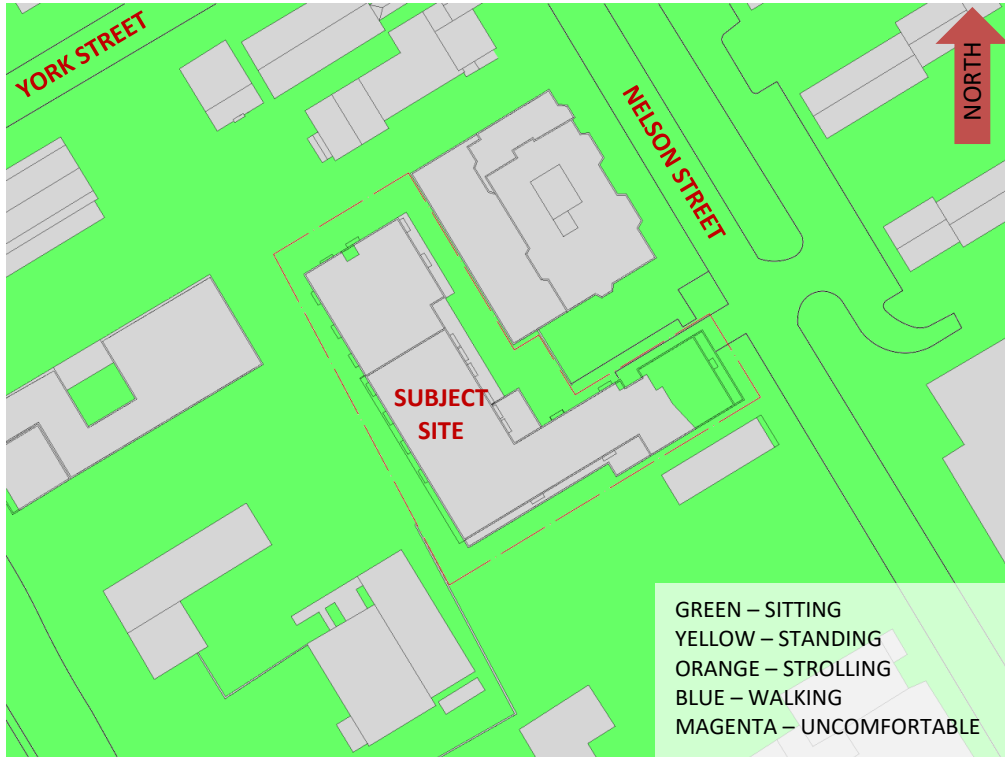 YORK STREET
NORTH
NELSON STREET
SUBJECT
SITE
GREEN – SITTING
YELLOW – STANDING
ORANGE – STROLLING
BLUE – WALKING
MAGENTA – UNCOMFORTABLE